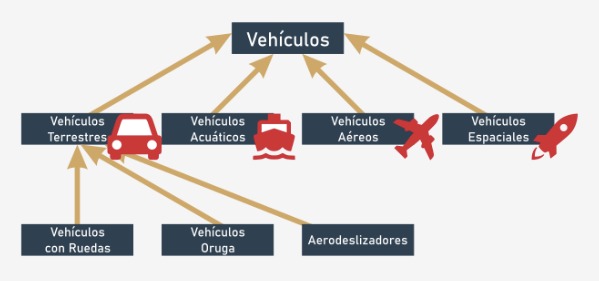 Vehículos
Vehículos
Terrestres
Vehículos
Acuáticos
Vehículos
Aéreos
Vehículos
Espaciales
Vehículos
con Ruedas
Vehículos
Oruga
Aerodeslizadores